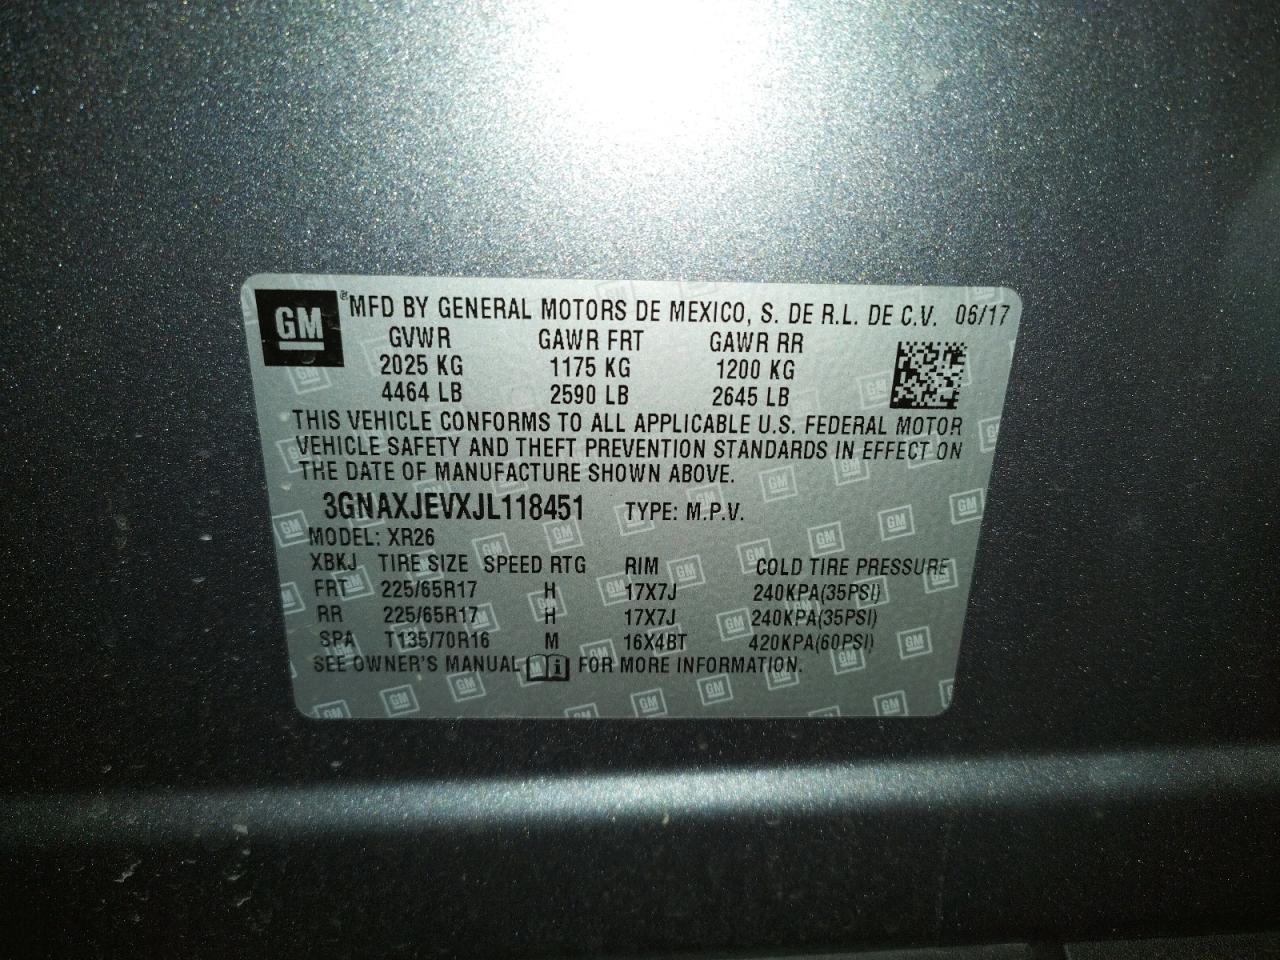 GM ® MFD BY GENERAL MOTORS DE MEXICO, S. DE R.L. DE C.V. 06/17
GVWR GAWR FRT GAWR RR
2025 KG 1175 KG 1200 KG
4464 LB 2590 LB 2645 LB
THIS VEHICLE CONFORMS TO ALL APPLICABLE U.S. FEDERAL MOTOR
VEHICLE SAFETY AND THEFT PREVENTION STANDARDS IN EFFECT ON
THE DATE OF MANUFACTURE SHOWN ABOVE.
3GNAXJEVXJL118451 TYPE: M.P.V.
MODEL: XR26
XBKJ TIRE SIZE SPEED RTG RIM COLD TIRE PRESSURE
FRT 225/65R17 H 17X7J 240KPA(35PSI)
RR 225/65R17 H 17X7J 240KPA(35PSI)
SPA T135/70R16 M 16X4BT 420KPA(60PSI)
SEE OWNER'S MANUAL FOR MORE INFORMATION.